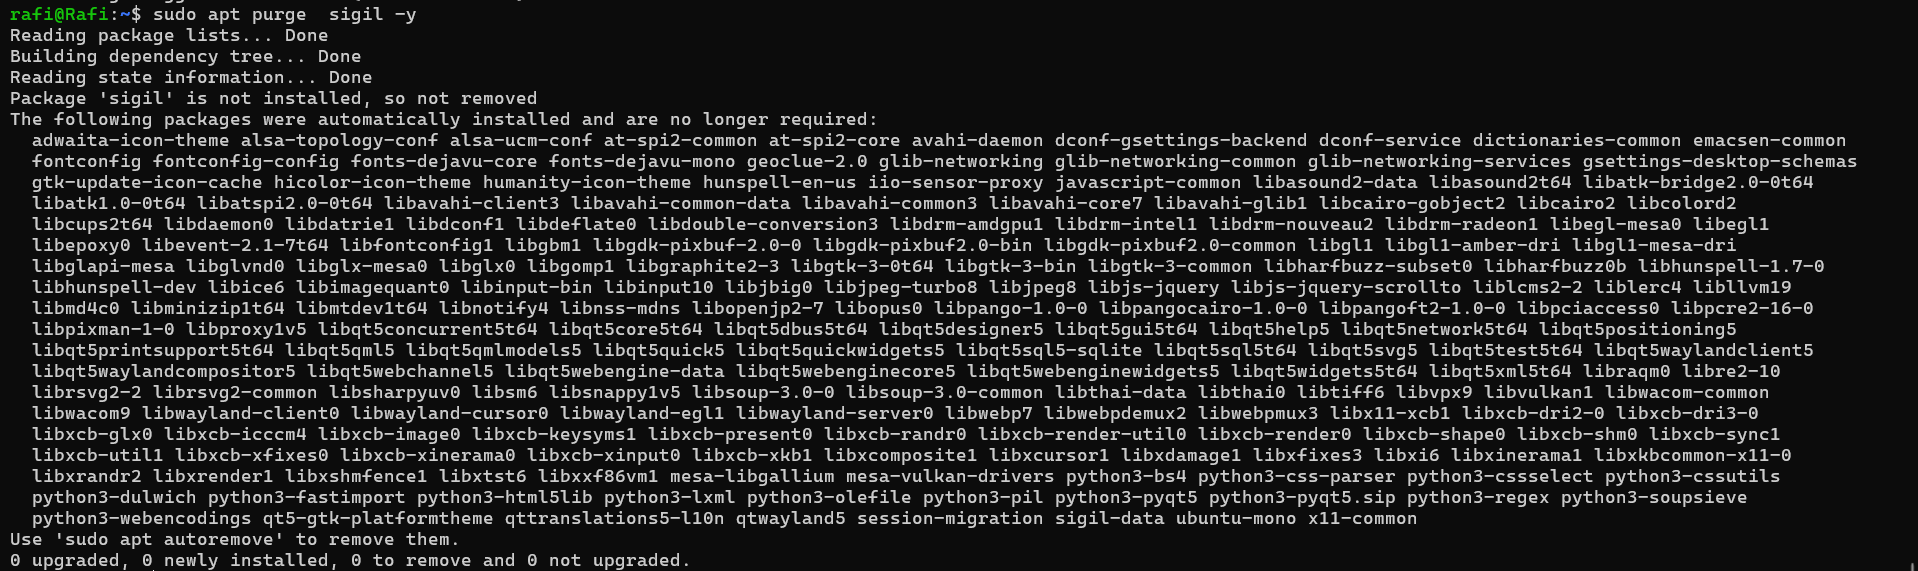 rafi@Rafi:~$ sudo apt purge  sigil -y
Reading package lists... Done
Building dependency tree... Done
Reading state information... Done
Package 'sigil' is not installed, so not removed
The following packages were automatically installed and are no longer required:
  adwaita-icon-theme alsa-topology-conf alsa-ucm-conf at-spi2-common at-spi2-core avahi-daemon dconf-gsettings-backend dconf-service dictionaries-common emacsen-common
  fontconfig fontconfig-config fonts-dejavu-core fonts-dejavu-mono geoclue-2.0 glib-networking glib-networking-common glib-networking-services gsettings-desktop-schemas
  gtk-update-icon-cache hicolor-icon-theme humanity-icon-theme hunspell-en-us iio-sensor-proxy javascript-common libasound2-data libasound2t64 libatk-bridge2.0-0t64
  libatk1.0-0t64 libatspi2.0-0t64 libavahi-client3 libavahi-common-data libavahi-common3 libavahi-core7 libavahi-glib1 libcairo-gobject2 libcairo2 libcolord2
  libcups2t64 libdaemon0 libdatrie1 libdconf1 libdeflate0 libdouble-conversion3 libdrm-amdgpu1 libdrm-intel1 libdrm-nouveau2 libdrm-radeon1 libegl-mesa0 libegl1
  libepoxy0 libevent-2.1-7t64 libfontconfig1 libgbm1 libgdk-pixbuf-2.0-0 libgdk-pixbuf2.0-bin libgdk-pixbuf2.0-common libgl1 libgl1-amber-dri libgl1-mesa-dri
  libglapi-mesa libglvnd0 libglx-mesa0 libglx0 libgomp1 libgraphite2-3 libgtk-3-0t64 libgtk-3-bin libgtk-3-common libharfbuzz-subset0 libharfbuzz0b libhunspell-1.7-0
  libhunspell-dev libice6 libimagequant0 libinput-bin libinput10 libjbig0 libjpeg-turbo8 libjpeg8 libjs-jquery libjs-jquery-scrollto liblcms2-2 liblerc4 libllvm19
  libmd4c0 libminizip1t64 libmtdev1t64 libnotify4 libnss-mdns libopenjp2-7 libopus0 libpango-1.0-0 libpangocairo-1.0-0 libpangoft2-1.0-0 libpciaccess0 libpcre2-16-0
  libpixman-1-0 libproxy1v5 libqt5concurrent5t64 libqt5core5t64 libqt5dbus5t64 libqt5designer5 libqt5gui5t64 libqt5help5 libqt5network5t64 libqt5positioning5
  libqt5printsupport5t64 libqt5qml5 libqt5qmlmodels5 libqt5quick5 libqt5quickwidgets5 libqt5sql5-sqlite libqt5sql5t64 libqt5svg5 libqt5test5t64 libqt5waylandclient5
  libqt5waylandcompositor5 libqt5webchannel5 libqt5webengine-data libqt5webenginecore5 libqt5webenginewidgets5 libqt5widgets5t64 libqt5xml5t64 libraqm0 libre2-10
  librsvg2-2 librsvg2-common libsharpyuv0 libsm6 libsnappy1v5 libsoup-3.0-0 libsoup-3.0-common libthai-data libthai0 libtiff6 libvpx9 libvulkan1 libwacom-common
  libwacom9 libwayland-client0 libwayland-cursor0 libwayland-egl1 libwayland-server0 libwebp7 libwebpdemux2 libwebpmux3 libx11-xcb1 libxcb-dri2-0 libxcb-dri3-0
  libxcb-glx0 libxcb-icccm4 libxcb-image0 libxcb-keysyms1 libxcb-present0 libxcb-randr0 libxcb-render-util0 libxcb-render0 libxcb-shape0 libxcb-shm0 libxcb-sync1
  libxcb-util1 libxcb-xfixes0 libxcb-xinerama0 libxcb-xinput0 libxcb-xkb1 libxcomposite1 libxcursor1 libxdamage1 libxfixes3 libxi6 libxinerama1 libxkbcommon-x11-0
  libxrandr2 libxrender1 libxshmfence1 libxtst6 libxxf86vm1 mesa-libgallium mesa-vulkan-drivers python3-bs4 python3-css-parser python3-cssselect python3-cssutils
  python3-dulwich python3-fastimport python3-html5lib python3-lxml python3-olefile python3-pil python3-pyqt5 python3-pyqt5.sip python3-regex python3-soupsieve
  python3-webencodings qt5-gtk-platformtheme qttranslations5-l10n qtwayland5 session-migration sigil-data ubuntu-mono x11-common
Use 'sudo apt autoremove' to remove them.
0 upgraded, 0 newly installed, 0 to remove and 0 not upgraded.